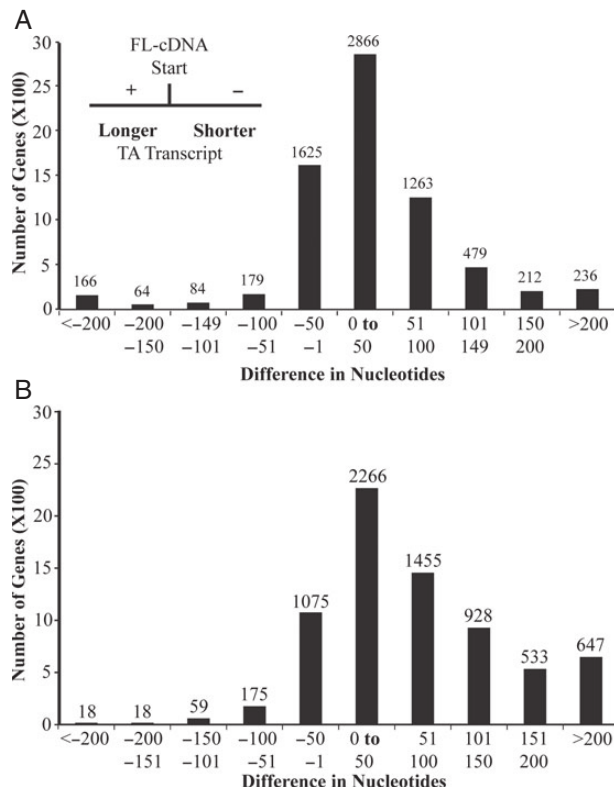 A
Number of Genes (X100)
30
25
20
15
10
5
0
FL-cDNA
Start
+ −
Longer Shorter
TA Transcript
166 64 84 179 1625 2866 1263 479 212 236
<−200 −200 −149 −100 −50 0 to 51 101 150 >200
−150 −101 −51 −1 50 100 149 200
Difference in Nucleotides
B
Number of Genes (X100)
30
25
20
15
10
5
0
18 18 59 175 1075 2266 1455 928 533 647
<−200 −200 −150 −100 −50 0 to 51 101 151 >200
−151 −101 −51 −1 50 100 150 200
Difference in Nucleotides